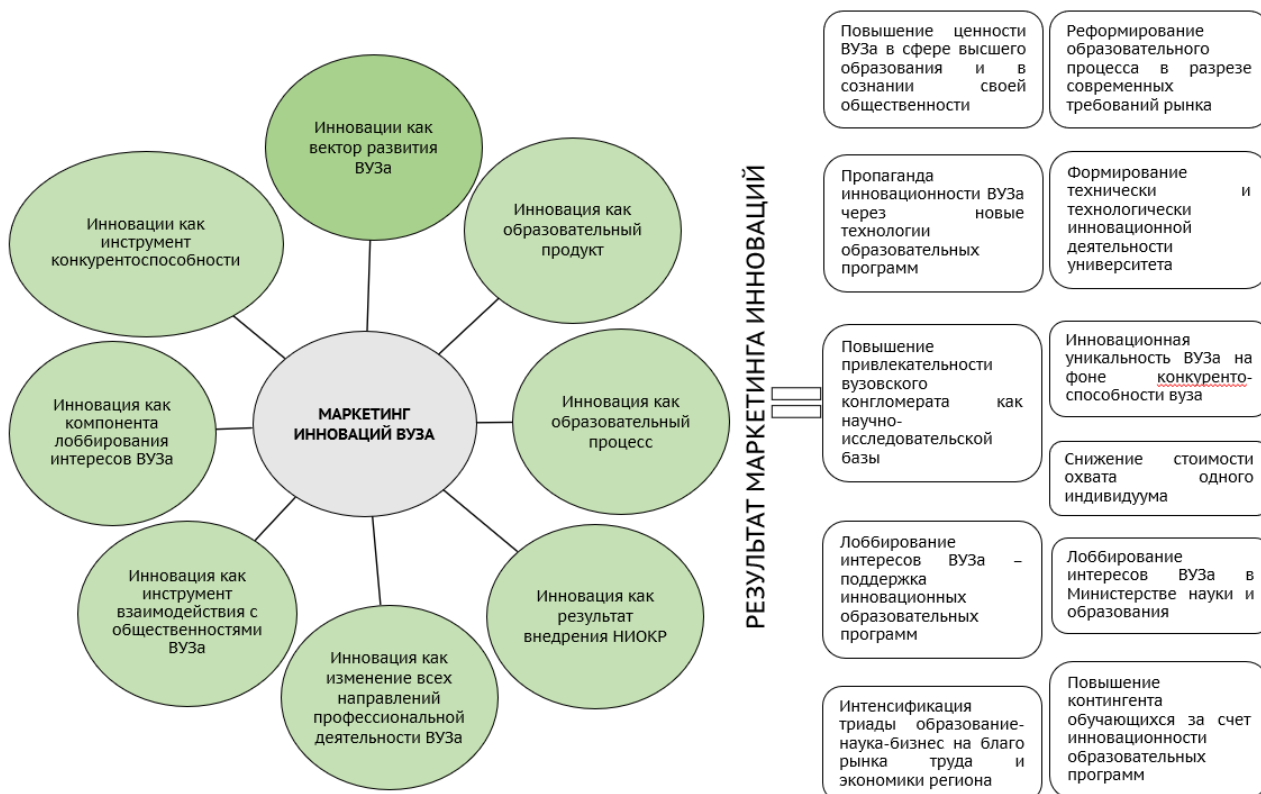 Инновации как
вектор развития
ВУЗа
Инновация как
образовательный
продукт
Инновация как
образовательный
процесс
Инновация как
результат
внедрения НИОКР
Инновация как
изменение всех
направлений
профессиональной
деятельности ВУЗа
Инновация как
инструмент
взаимодействия с
общественностями
ВУЗа
Инновация как
компонента
лоббирования
интересов ВУЗа
Инновации как
инструмент
конкурентоспособности
МАРКЕТИНГ
ИННОВАЦИЙ ВУЗА
РЕЗУЛЬТАТ МАРКЕТИНГА ИННОВАЦИЙ
Повышение ценности
ВУЗа в сфере высшего
образования и в
сознании своей
общественности
Реформирование
образовательного
процесса в разрезе
современных
требований рынка
Пропаганда
инновационности ВУЗа
через новые
технологии
образовательных
программ
Формирование
технически и
технологически
инновационной
деятельности
университета
Повышение
привлекательности
вузовского
конгломерата как
научно-
исследовательской
базы
Инновационная
уникальность ВУЗа на
фоне конкуренто-
способности вуза
Снижение стоимости
охвата одного
индивидуума
Лоббирование
интересов ВУЗа –
поддержка
инновационных
образовательных
программ
Лоббирование
интересов ВУЗа в
Министерстве науки и
образования
Интенсификация
триады образование-
наука-бизнес на благо
рынка труда и
экономики региона
Повышение
контингента
обучающихся за счет
инновационности
образовательных
программ